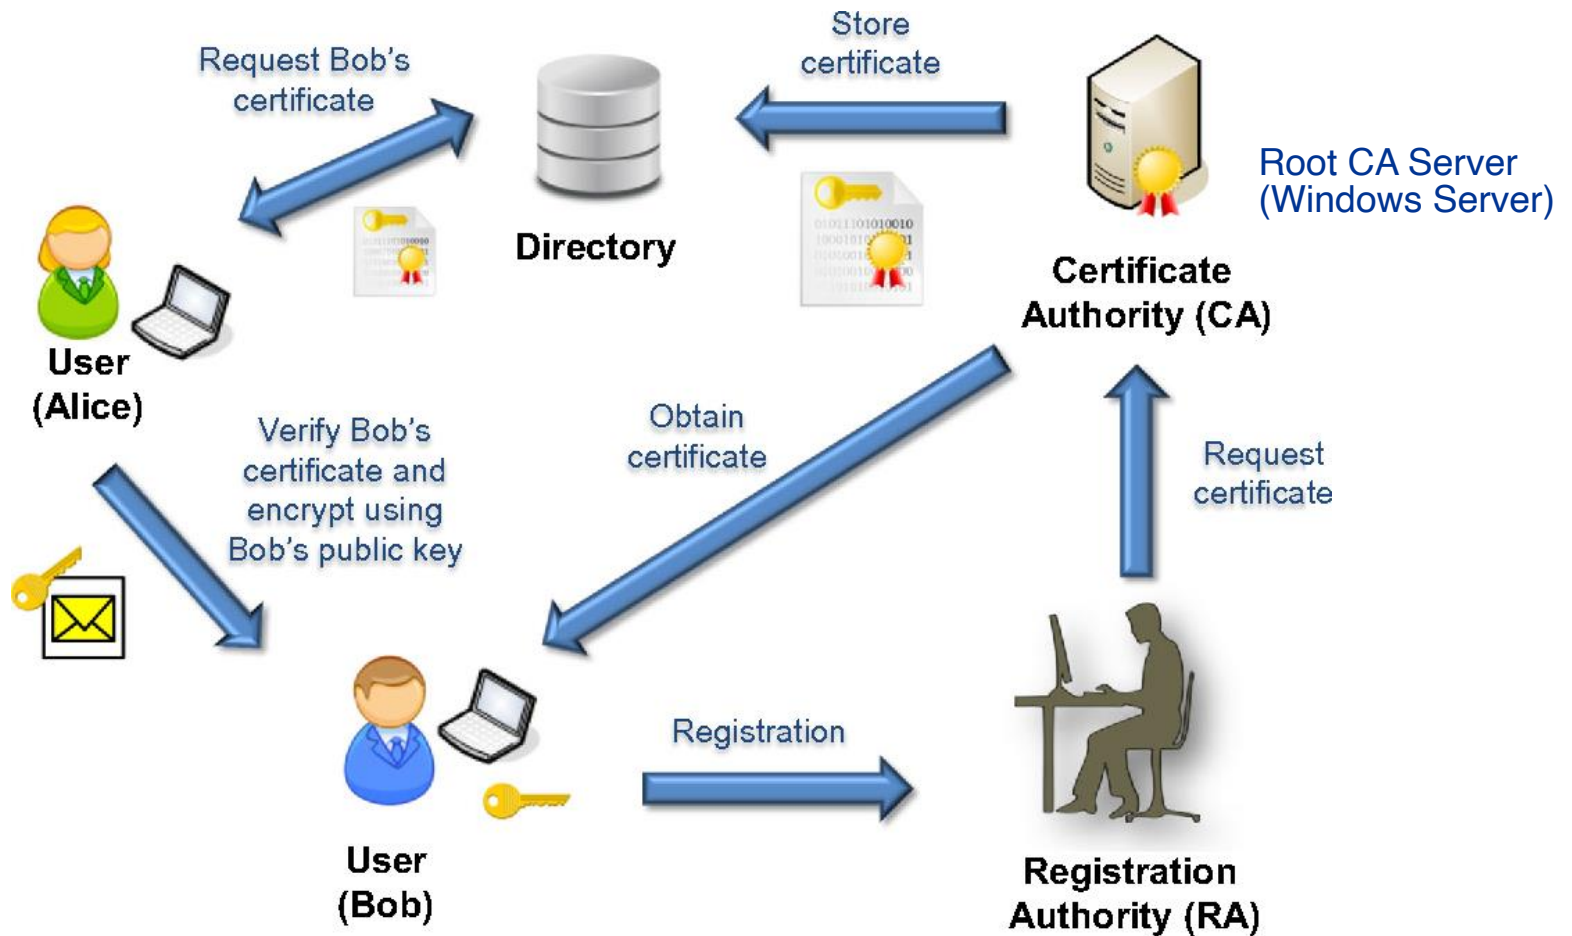 Request Bob's
certificate
Store
certificate
Root CA Server
(Windows Server)
Directory
Certificate
Authority (CA)
User
(Alice)
Verify Bob's
certificate and
encrypt using
Bob's public key
Obtain
certificate
Request
certificate
Registration
User
(Bob)
Registration
Authority (RA)